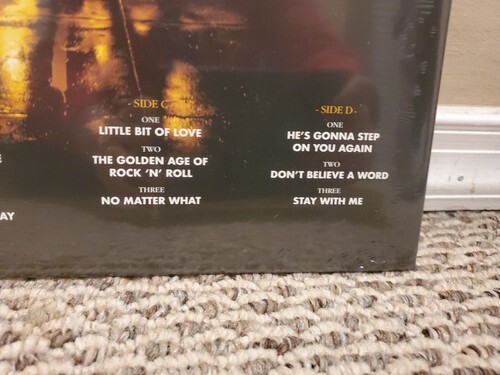 AY
- SIDE C -
ONE
LITTLE BIT OF LOVE
TWO
THE GOLDEN AGE OF
ROCK 'N' ROLL
THREE
NO MATTER WHAT
- SIDE D -
ONE
HE'S GONNA STEP
ON YOU AGAIN
TWO
DON'T BELIEVE A WORD
THREE
STAY WITH ME